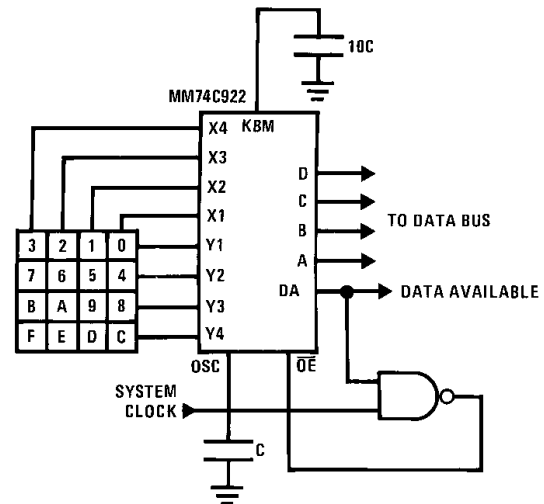 10C
MM74C922
X4 KBM
X3
X2
X1
Y1
Y2
Y3
Y4
D
C
B
A
DA
TO DATA BUS
DATA AVAILABLE
3 2 1 0
7 6 5 4
B A 9 8
F E D C
OSC
O̅E̅
SYSTEM
CLOCK
C